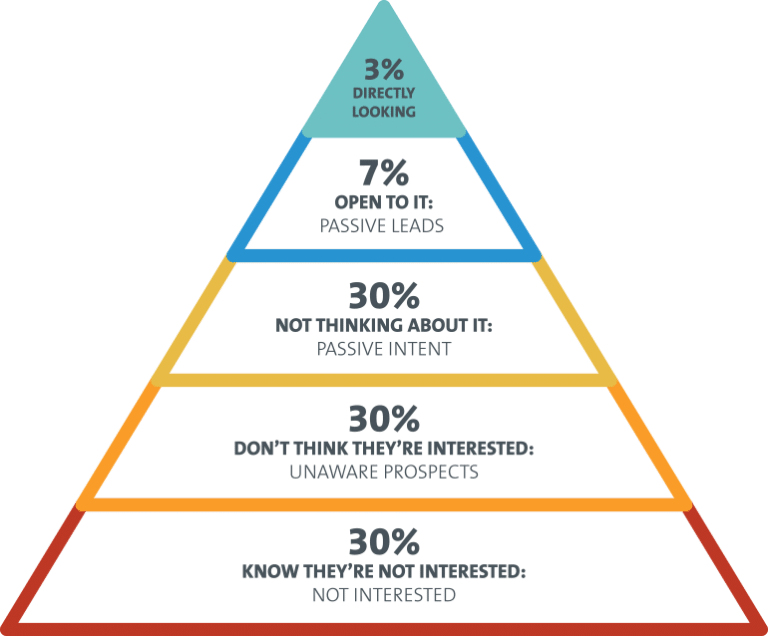 3%
DIRECTLY
LOOKING
7%
OPEN TO IT:
PASSIVE LEADS
30%
NOT THINKING ABOUT IT:
PASSIVE INTENT
30%
DON’T THINK THEY’RE INTERESTED:
UNAWARE PROSPECTS
30%
KNOW THEY’RE NOT INTERESTED:
NOT INTERESTED